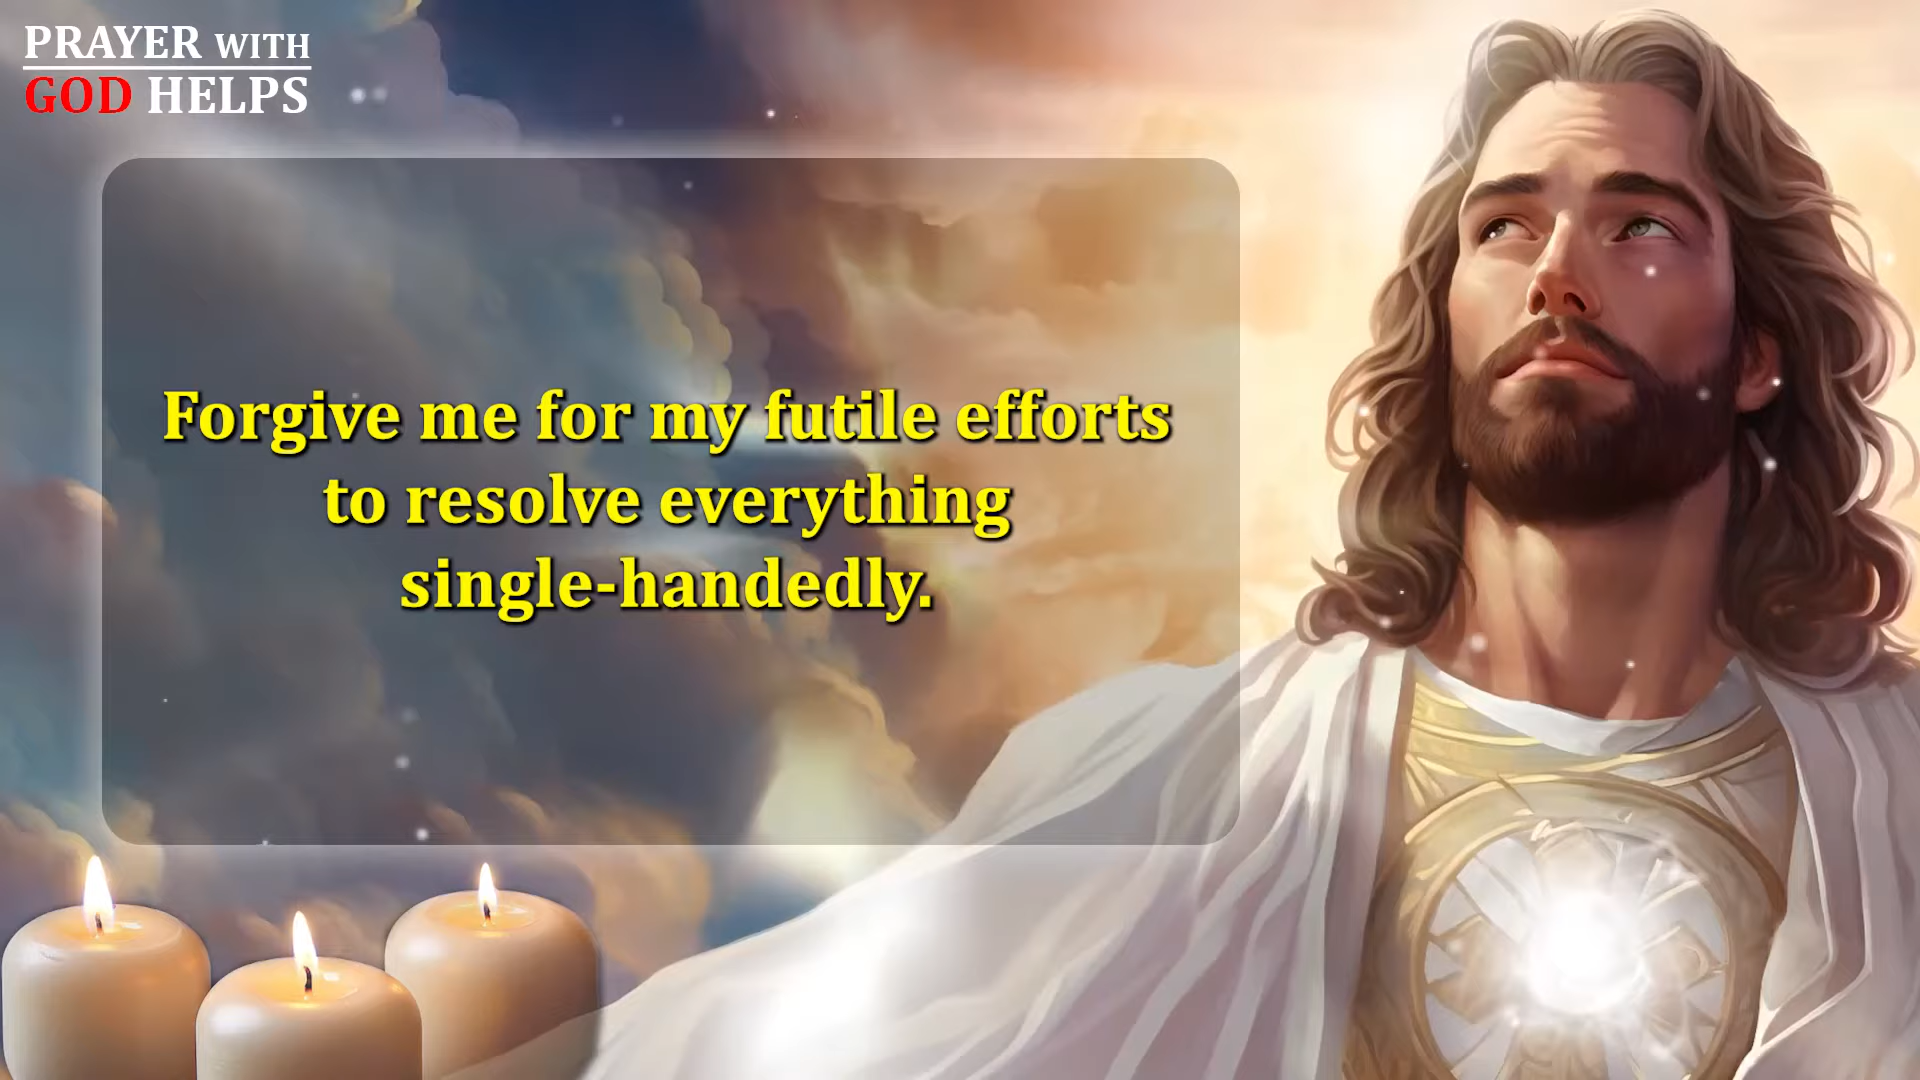 PRAYER WITH
GOD HELPS
Forgive me for my futile efforts
to resolve everything
single-handedly.